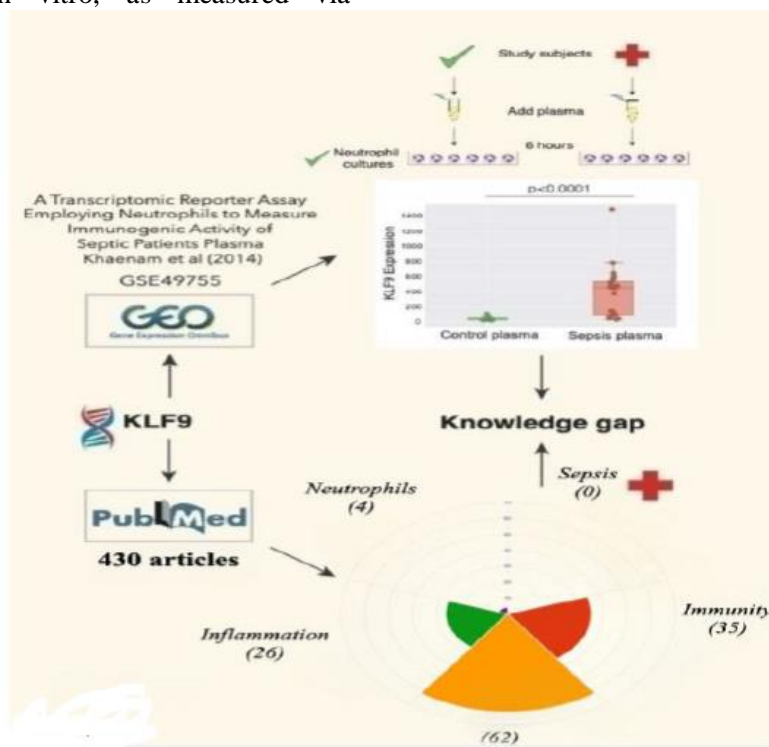 in vitro, as measured via
Study subjects
Add plasma
6 hours
Neutrophil
cultures
A Transcriptomic Reporter Assay
Employing Neutrophils to Measure
Immunogenic Activity of
Septic Patients Plasma
Khaenam et al (2014)
GSE49755
GEO
Gene Expression Omnibus
p<0.0001
KLF9 Expression
1400
1200
1000
800
600
400
200
0
Control plasma
Sepsis plasma
KLF9
Knowledge gap
PubMed
430 articles
Neutrophils
(4)
Sepsis
(0)
Immunity
(35)
Inflammation
(26)
(62)